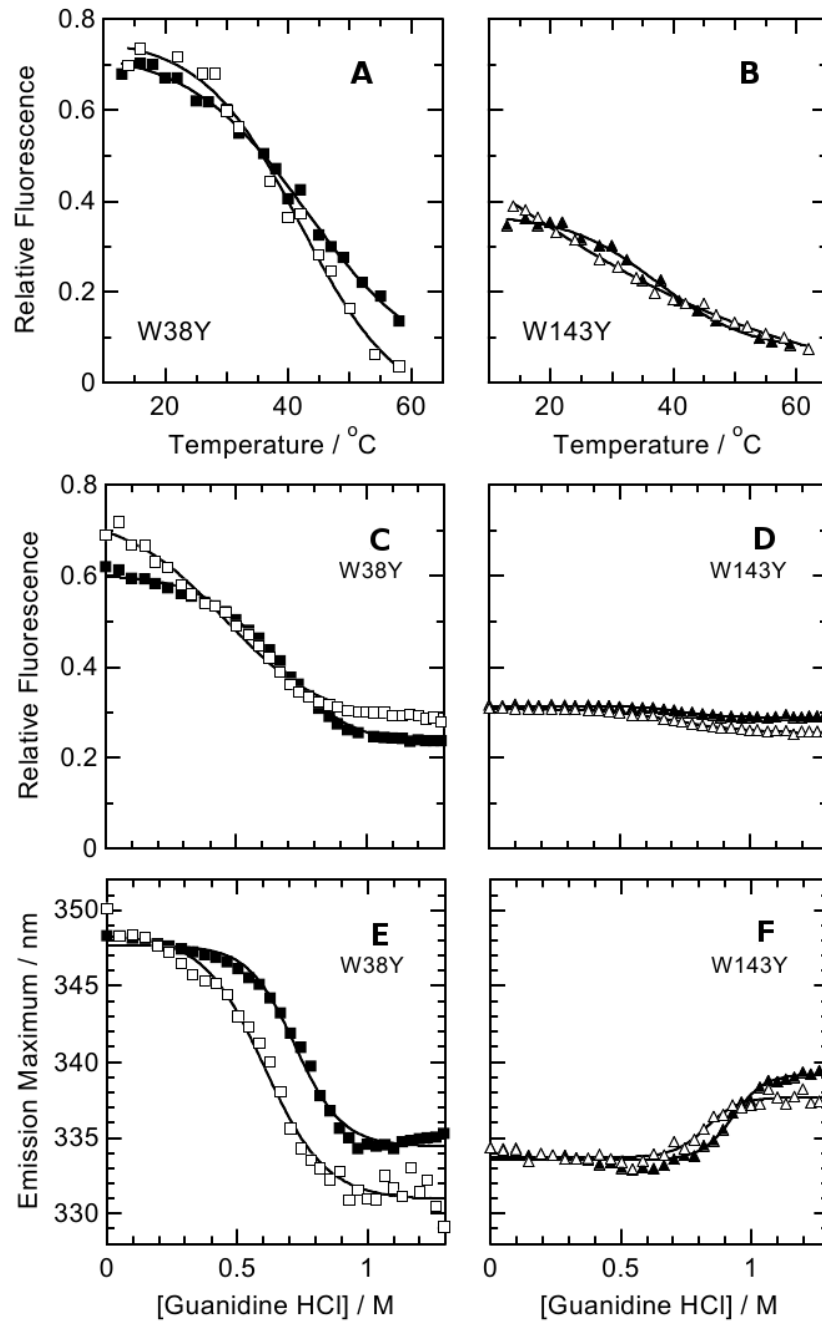 0.8
0.6
0.4
0.2
0
Relative Fluorescence
A
W38Y
20 40 60
Temperature / °C
B
W143Y
20 40 60
Temperature / °C
0.8
0.6
0.4
0.2
0
Relative Fluorescence
C
W38Y
D
W143Y
350
345
340
335
330
Emission Maximum / nm
E
W38Y
0 0.5 1
[Guanidine HCl] / M
F
W143Y
0 0.5 1
[Guanidine HCl] / M